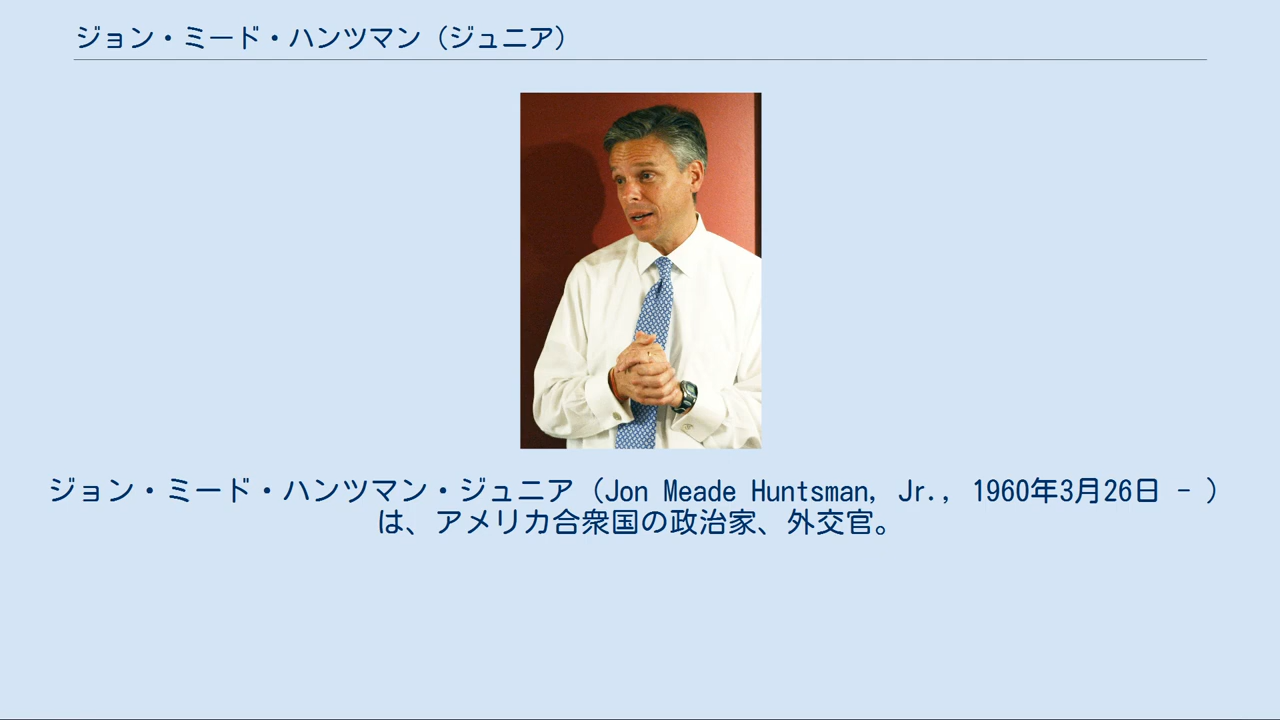 ジョン・ミード・ハンツマン（ジュニア）
ジョン・ミード・ハンツマン・ジュニア（Jon Meade Huntsman, Jr., 1960年3月26日 - ）
は、アメリカ合衆国の政治家、外交官。